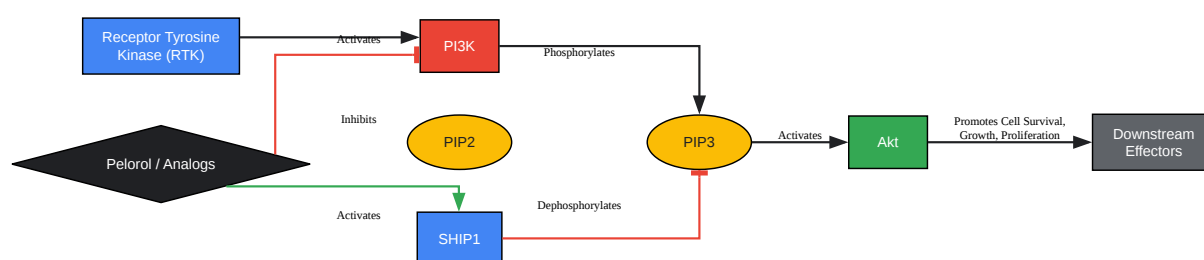 Receptor Tyrosine
Kinase (RTK)
Activates
PI3K
Phosphorylates
Inhibits
PIP2
PIP3
Activates
Akt
Promotes Cell Survival,
Growth, Proliferation
Downstream
Effectors
Pelorol / Analogs
Activates
SHIP1
Dephosphorylates